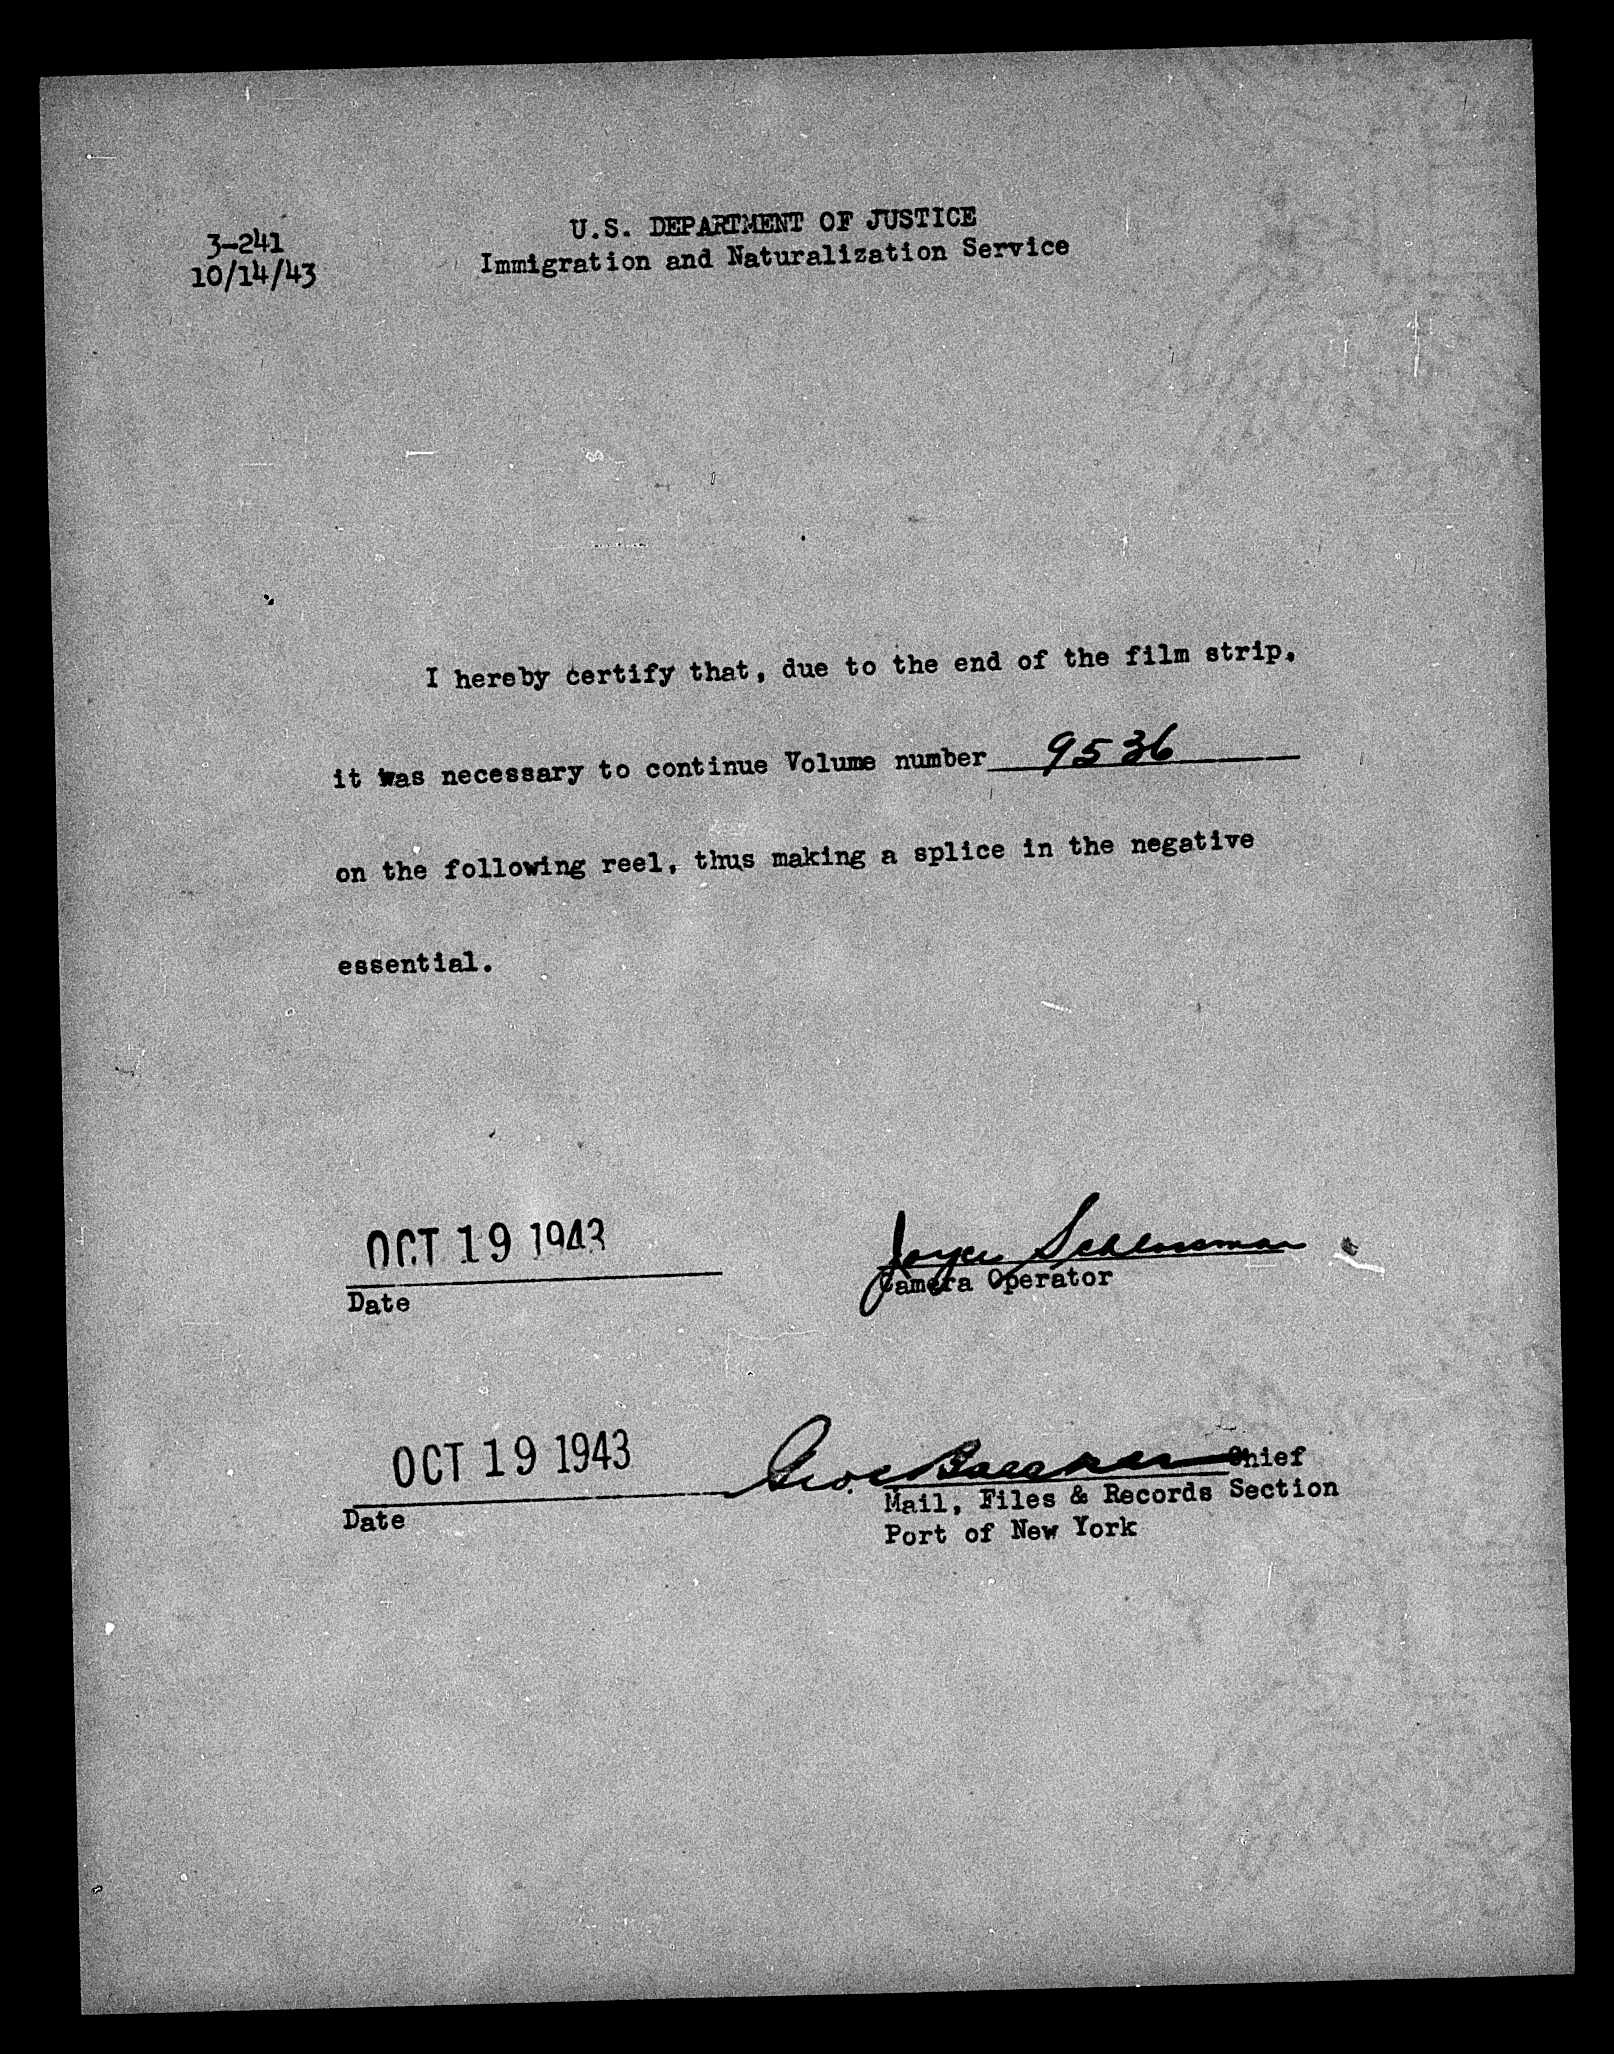 3-241
10/14/43
U.S. DEPARTMENT OF JUSTICE
Immigration and Naturalization Service
I hereby certify that, due to the end of the film strip,
it was necessary to continue Volume number 9536
on the following reel, thus making a splice in the negative
essential.
OCT 19 1943
Date
Joyce Schlossman
Camera Operator
OCT 19 1943
Date
Geo. Chief
Mail, Files & Records Section
Port of New York